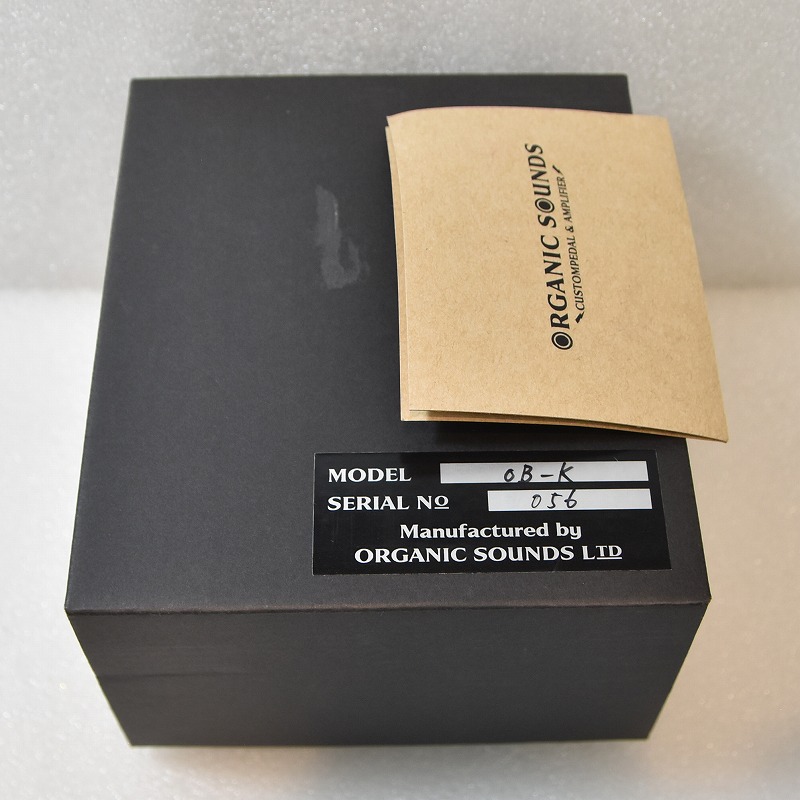 ORGANIC SOUNDS
CUSTOMPEDAL & AMPLIFIER
MODEL OB-K
SERIAL No 056
Manufactured by
ORGANIC SOUNDS LTD